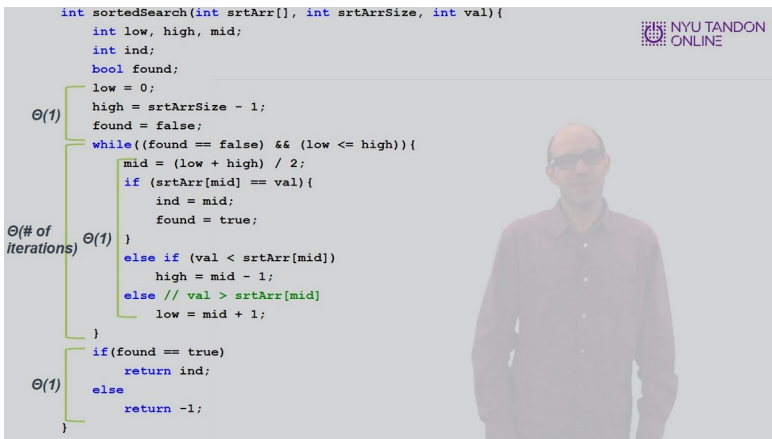 int sortedSearch(int srtArr[], int srtArrSize, int val){
NYU TANDON
ONLINE
int low, high, mid;
int ind;
bool found;
low = 0;
high = srtArrSize - 1;
Θ(1)
found = false;
while((found == false) && (low <= high)){
mid = (low + high) / 2;
if (srtArr[mid] == val){
ind = mid;
found = true;
Θ(# of
iterations)
Θ(1)
}
else if (val < srtArr[mid])
high = mid - 1;
else // val > srtArr[mid]
low = mid + 1;
}
if(found == true)
return ind;
Θ(1)
else
return -1;
}